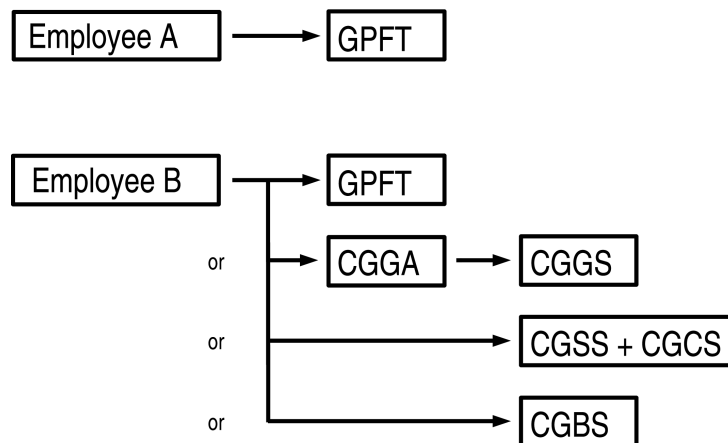 Employee A GPFT
Employee B GPFT
or CGGA CGGS
or CGSS + CGCS
or CGBS